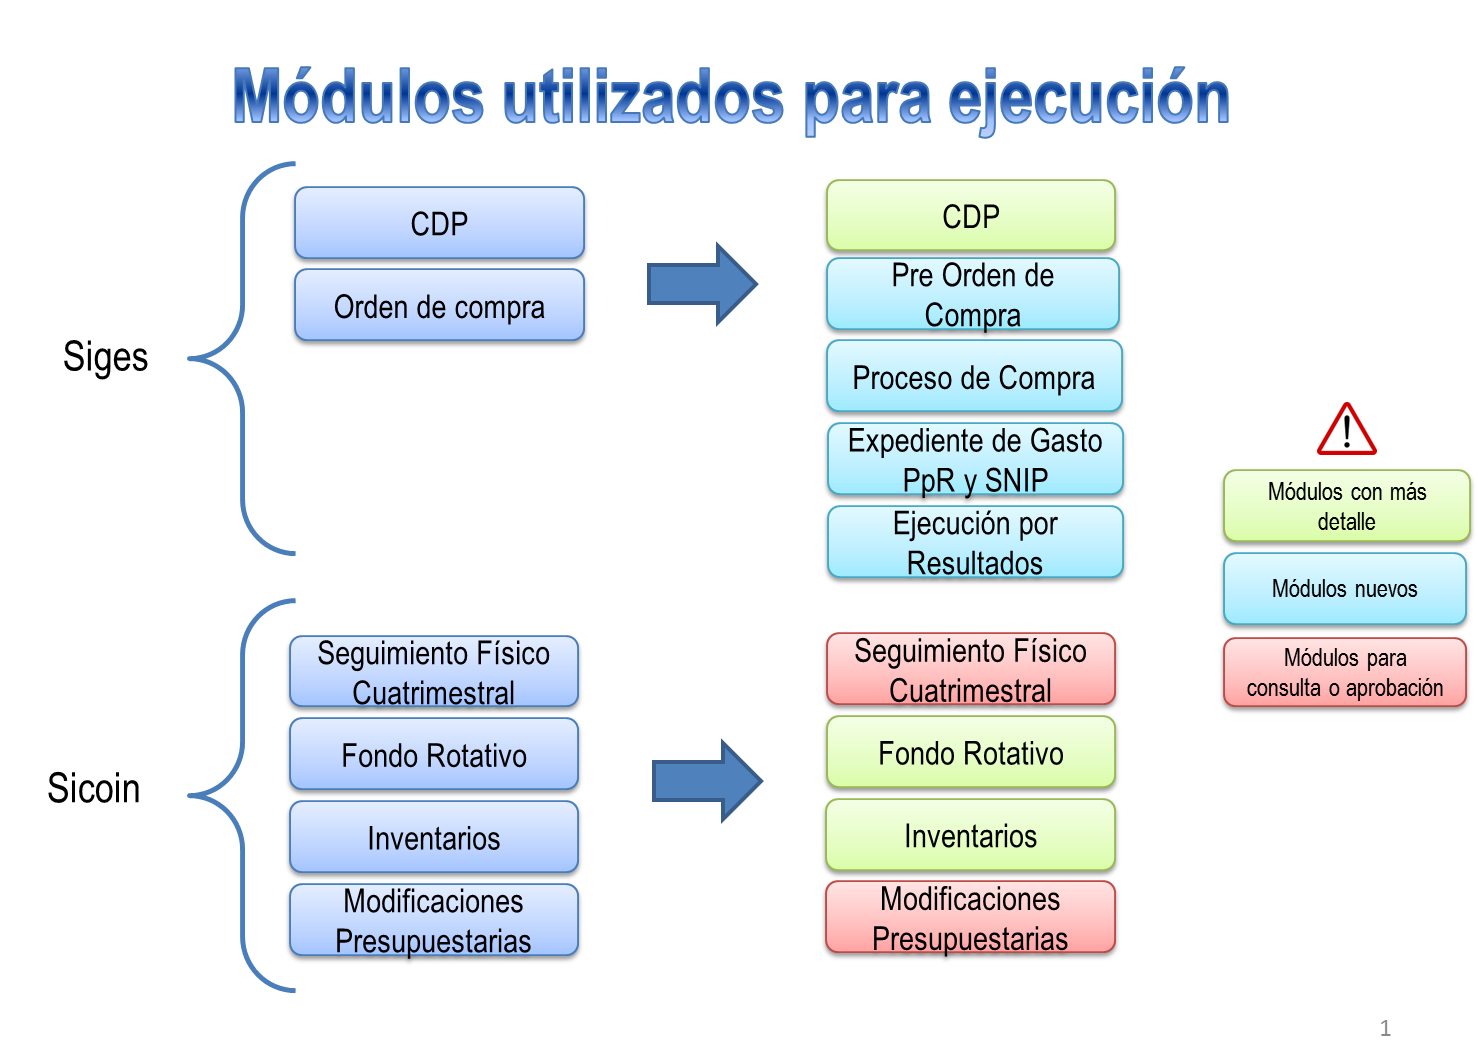 Módulos utilizados para ejecución
Siges
CDP
Orden de compra
CDP
Pre Orden de
Compra
Proceso de Compra
Expediente de Gasto
PpR y SNIP
Ejecución por
Resultados
!
Módulos con más
detalle
Módulos nuevos
Módulos para
consulta o aprobación
Sicoin
Seguimiento Físico
Cuatrimestral
Fondo Rotativo
Inventarios
Modificaciones
Presupuestarias
Seguimiento Físico
Cuatrimestral
Fondo Rotativo
Inventarios
Modificaciones
Presupuestarias
1